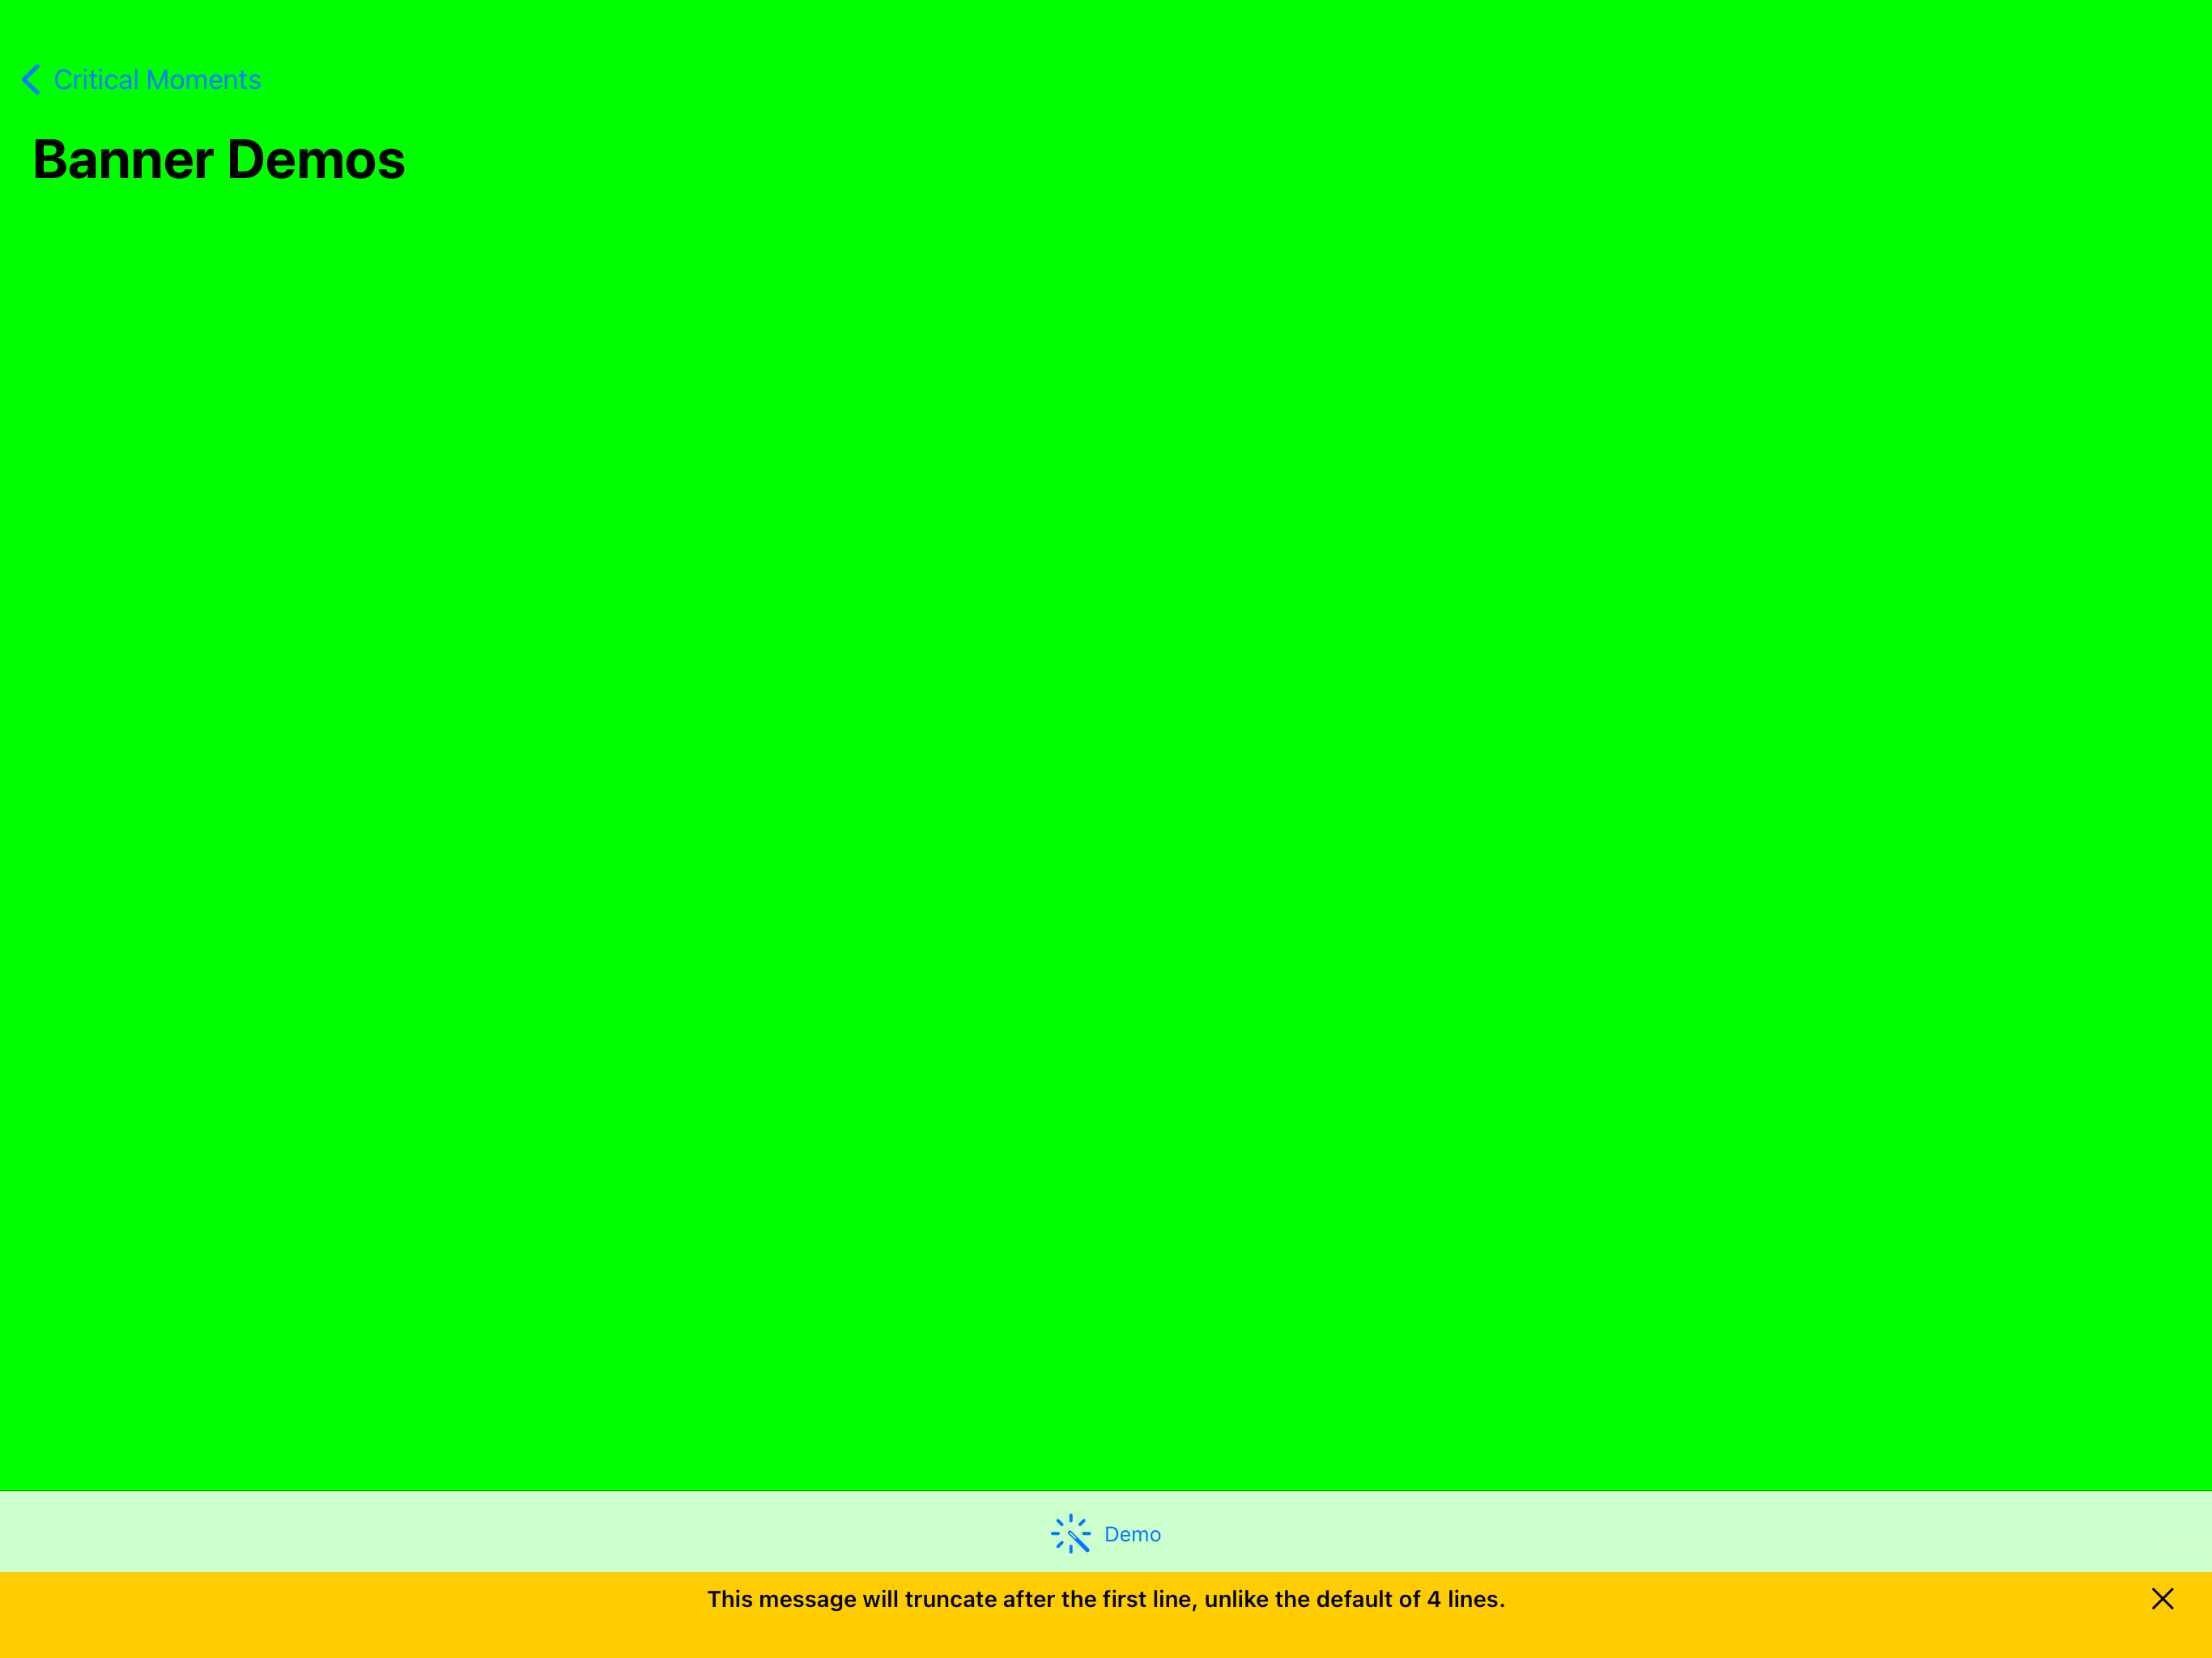 Critical Moments
Banner Demos
Demo
This message will truncate after the first line, unlike the default of 4 lines.